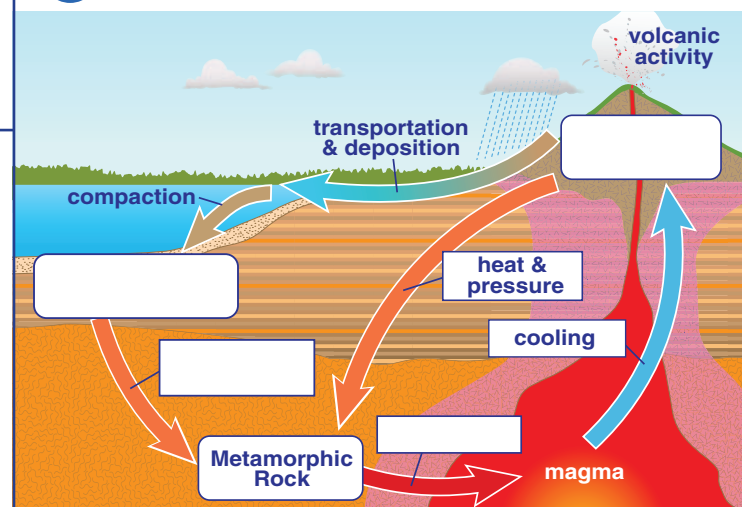 volcanic
activity
transportation
& deposition
compaction
heat &
pressure
cooling
Metamorphic
Rock
magma